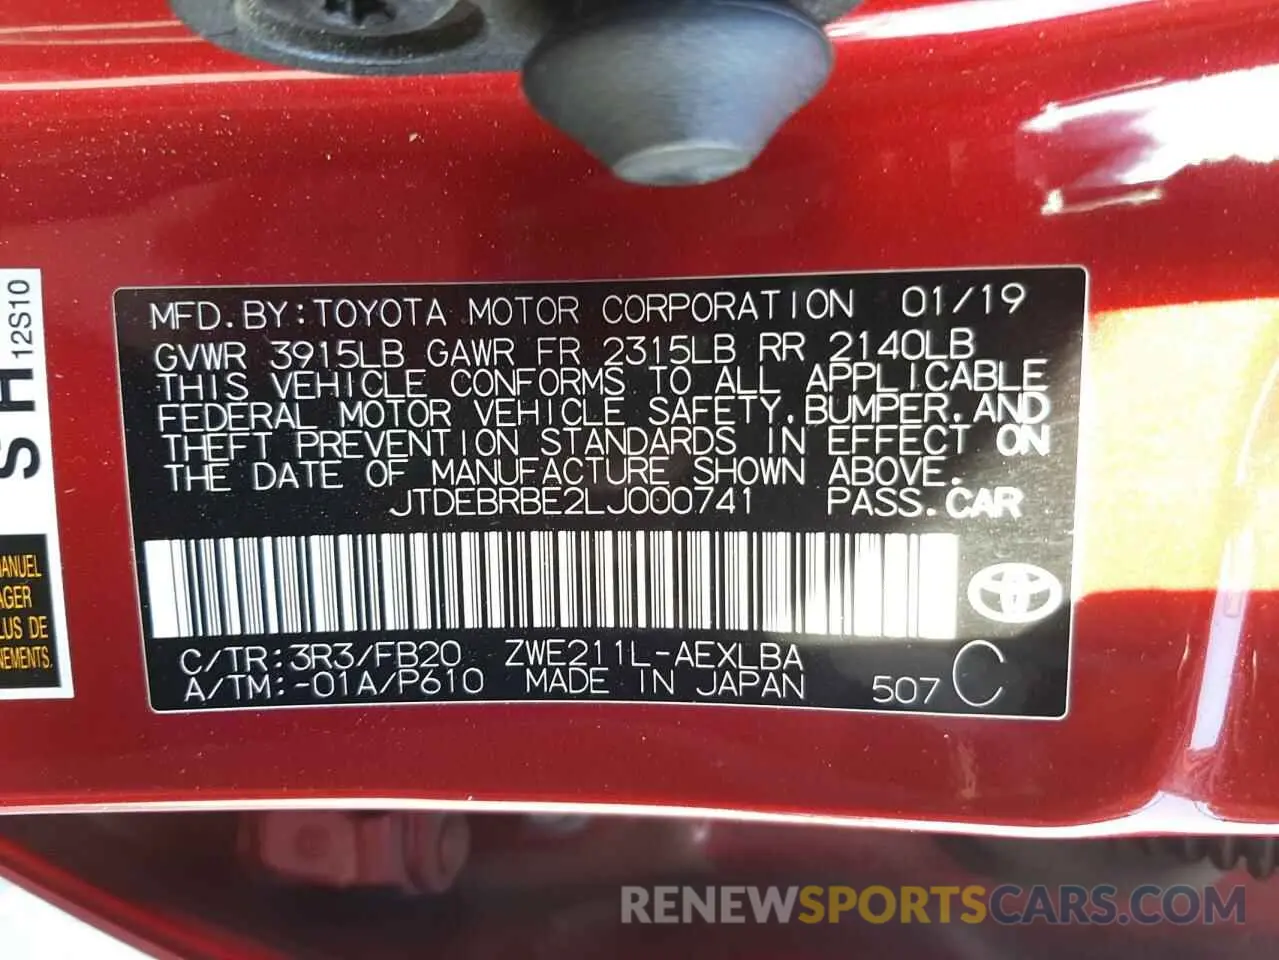 MFD.BY:TOYOTA MOTOR CORPORATION 01/19
GVWR 3915LB GAWR FR 2315LB RR 2140LB
THIS VEHICLE CONFORMS TO ALL APPLICABLE
FEDERAL MOTOR VEHICLE SAFETY,BUMPER,AND
THEFT PREVENTION STANDARDS IN EFFECT ON
THE DATE OF MANUFACTURE SHOWN ABOVE.
JTDEBRBE2LJ000741 PASS.CAR
C/TR:3R3/FB20 ZWE211L-AEXLBA
A/TM:-01A/P610 MADE IN JAPAN 507 C
SH 12S10
MANUEL
AGER
LUS DE
NEMENTS.
RENEWSPORTSCARS.COM